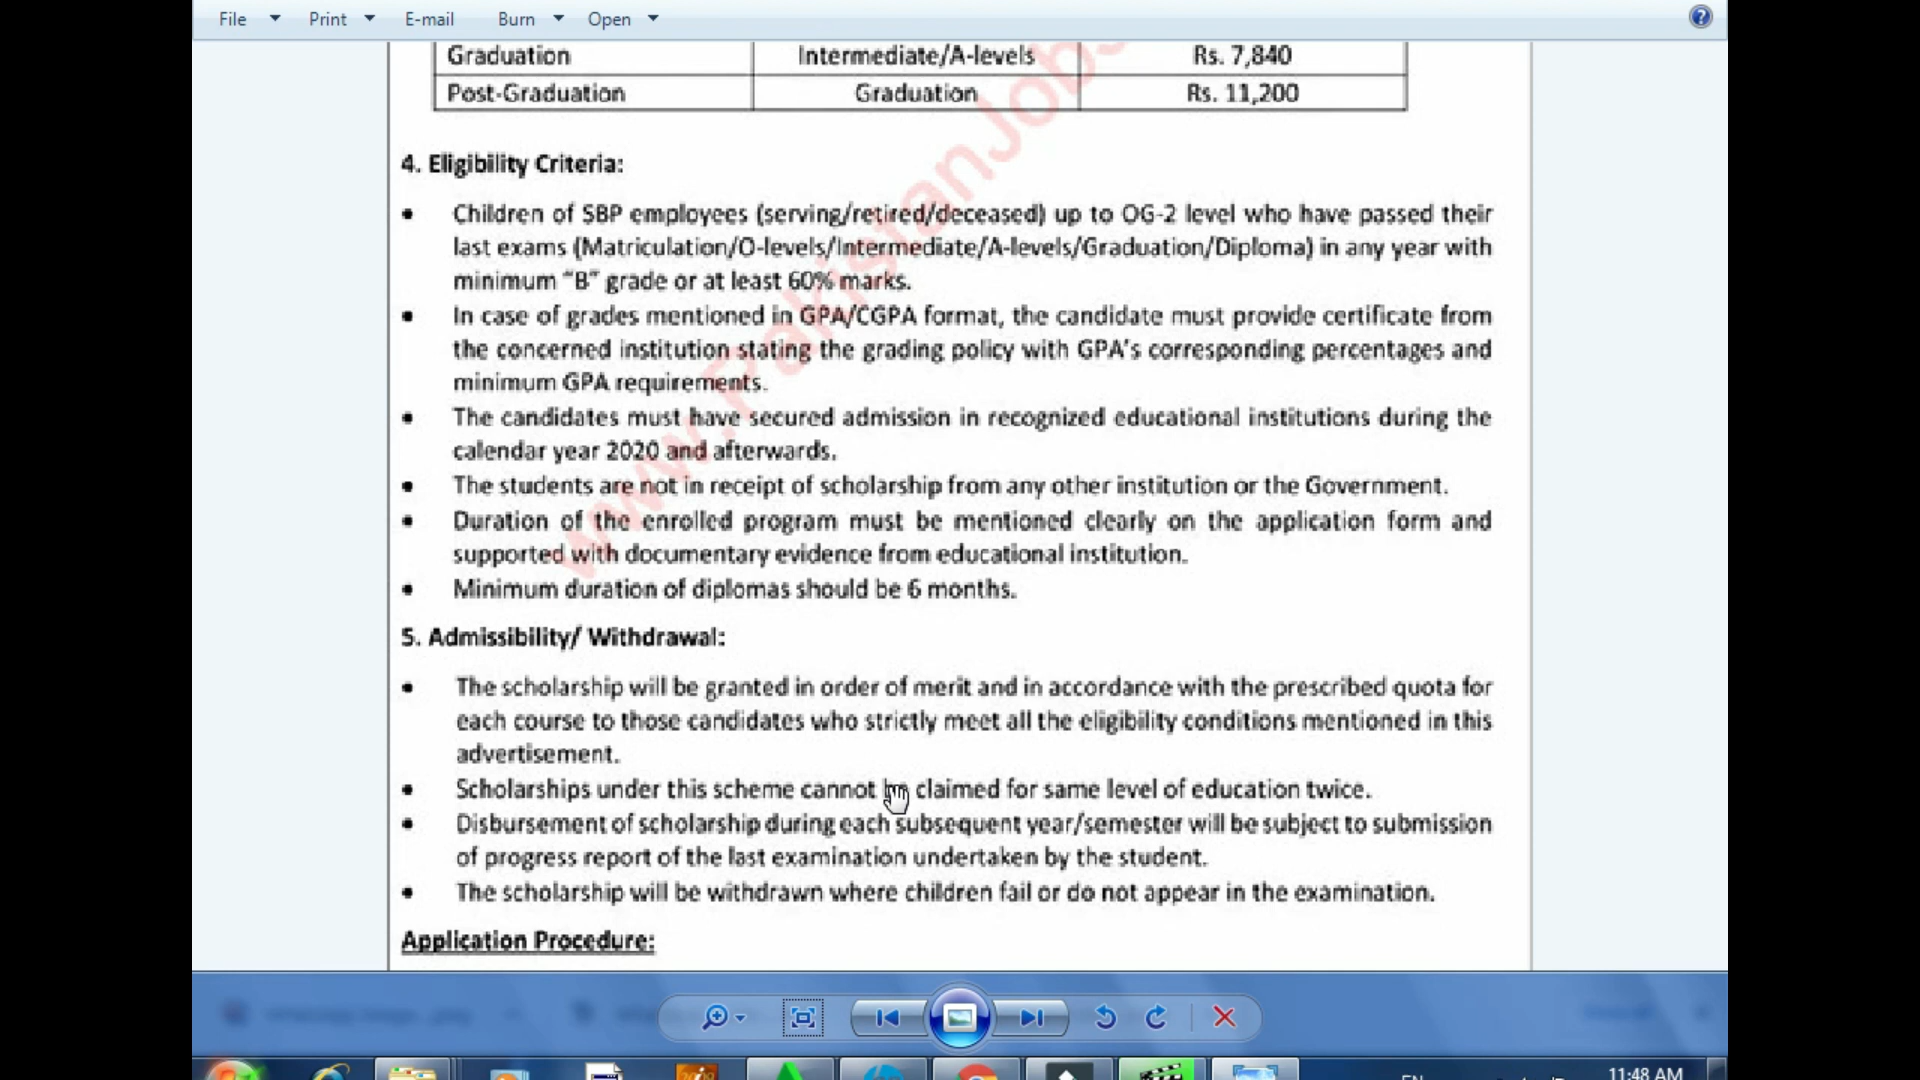 File Print E-mail Burn Open
Graduation Intermediate/A-levels Rs. 7,840
Post-Graduation Graduation Rs. 11,200
4. Eligibility Criteria:
• Children of SBP employees (serving/retired/deceased) up to OG-2 level who have passed their
last exams (Matriculation/O-levels/Intermediate/A-levels/Graduation/Diploma) in any year with
minimum “B” grade or at least 60% marks.
• In case of grades mentioned in GPA/CGPA format, the candidate must provide certificate from
the concerned institution stating the grading policy with GPA’s corresponding percentages and
minimum GPA requirements.
• The candidates must have secured admission in recognized educational institutions during the
calendar year 2020 and afterwards.
• The students are not in receipt of scholarship from any other institution or the Government.
• Duration of the enrolled program must be mentioned clearly on the application form and
supported with documentary evidence from educational institution.
• Minimum duration of diplomas should be 6 months.
5. Admissibility/ Withdrawal:
• The scholarship will be granted in order of merit and in accordance with the prescribed quota for
each course to those candidates who strictly meet all the eligibility conditions mentioned in this
advertisement.
• Scholarships under this scheme cannot be claimed for same level of education twice.
• Disbursement of scholarship during each subsequent year/semester will be subject to submission
of progress report of the last examination undertaken by the student.
• The scholarship will be withdrawn where children fail or do not appear in the examination.
Application Procedure:
www.PakistanJobs
11:48 AM